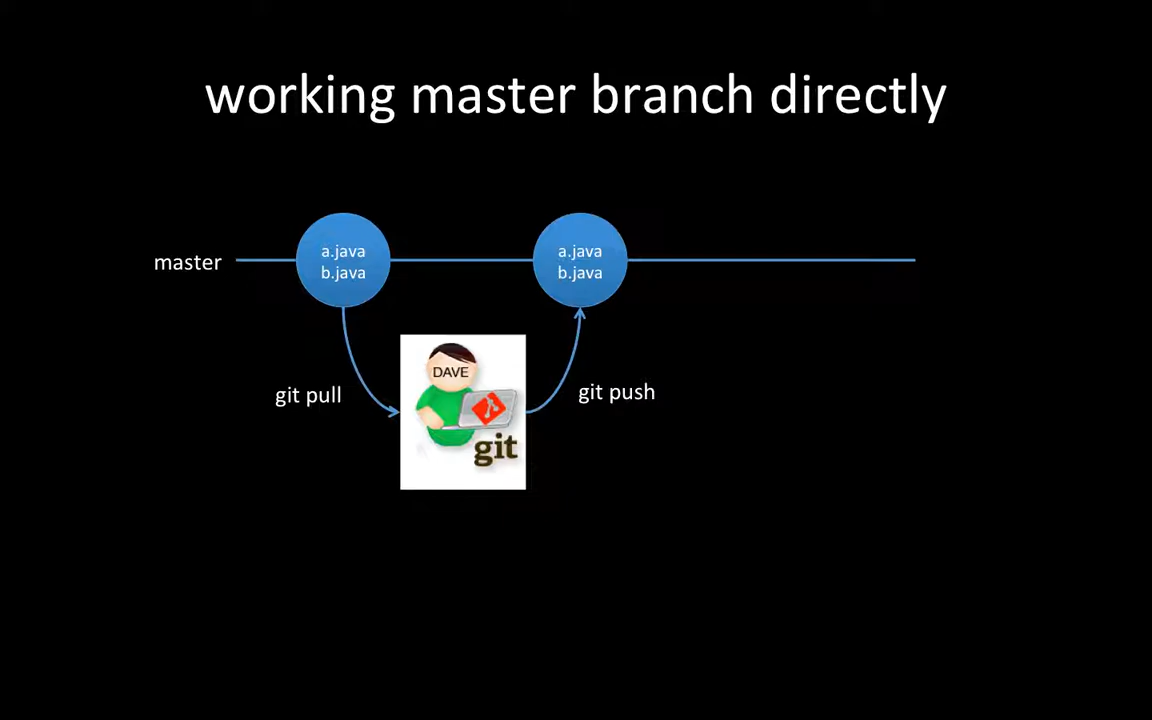 working master branch directly
master
a.java
b.java
a.java
b.java
git pull
DAVE
git
git push